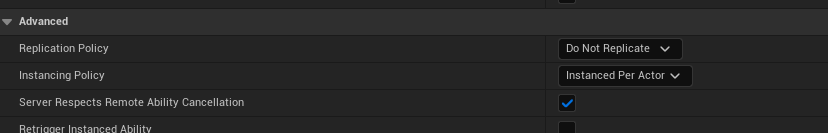 Advanced
Replication Policy
Do Not Replicate
Instancing Policy
Instanced Per Actor
Server Respects Remote Ability Cancellation
Retrigger Instanced Ability